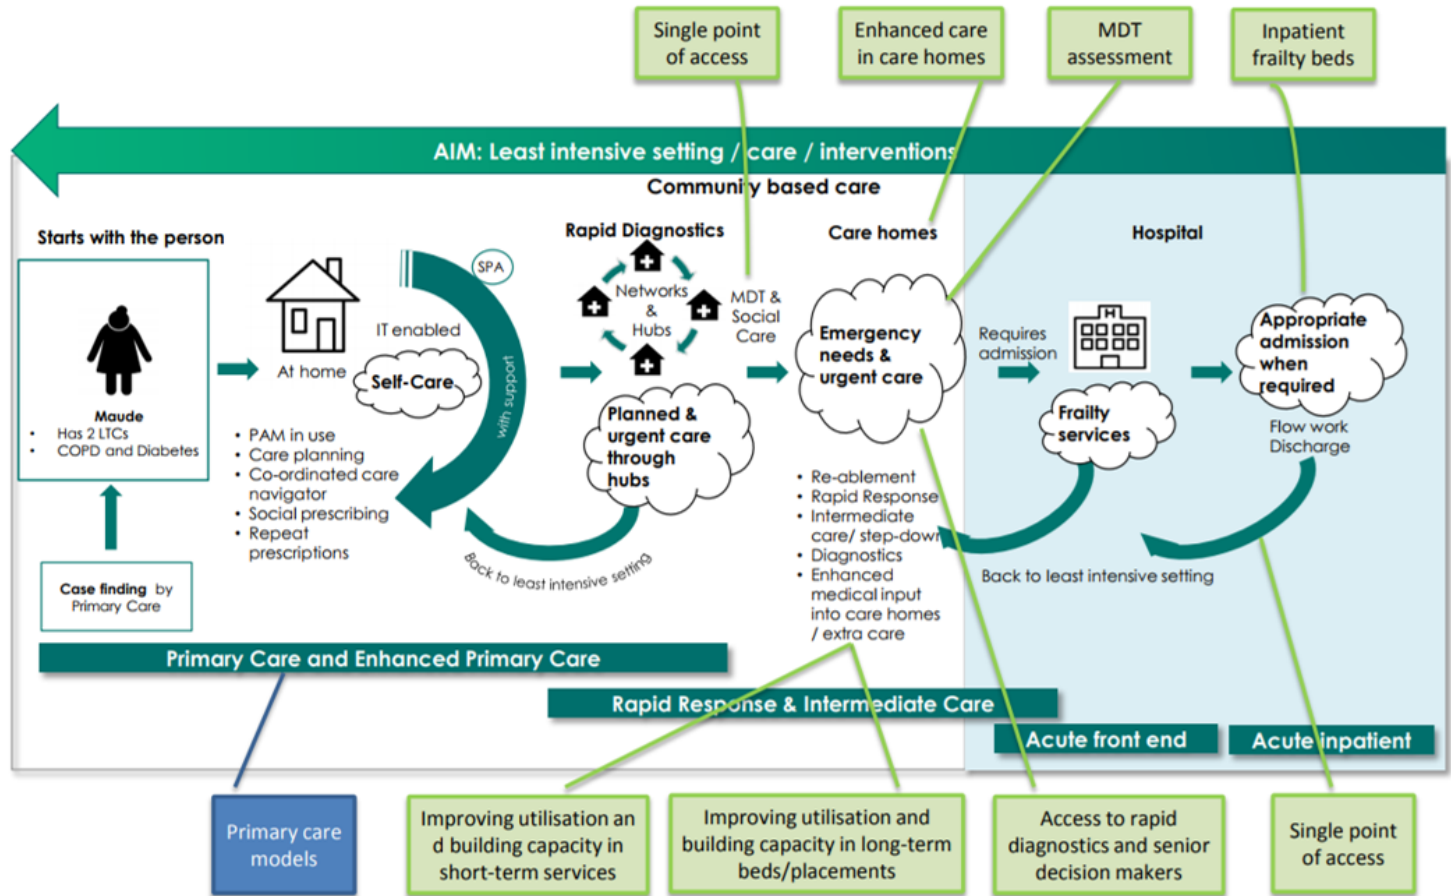 Single point
of access
Enhanced care
in care homes
MDT
assessment
Inpatient
frailty beds
AIM: Least intensive setting / care / interventions
Community based care
Starts with the person
Rapid Diagnostics
Care homes
Hospital
Maude
• Has 2 LTCs
• COPD and Diabetes
Case finding by
Primary Care
At home
SPA
IT enabled
Self-Care
with support
• PAM in use
• Care planning
• Co-ordinated care
navigator
• Social prescribing
• Repeat
prescriptions
Networks
&
Hubs
MDT &
Social
Care
Planned &
urgent care
through
hubs
Back to least intensive setting
Emergency
needs &
urgent care
• Re-ablement
• Rapid Response
• Intermediate
care/ step-down
• Diagnostics
• Enhanced
medical input
into care homes
/ extra care
Requires
admission
Frailty
services
Appropriate
admission
when
required
Flow work
Discharge
Back to least intensive setting
Primary Care and Enhanced Primary Care
Rapid Response & Intermediate Care
Acute front end
Acute inpatient
Primary care
models
Improving utilisation an
d building capacity in
short-term services
Improving utilisation and
building capacity in long-term
beds/placements
Access to rapid
diagnostics and senior
decision makers
Single point
of access